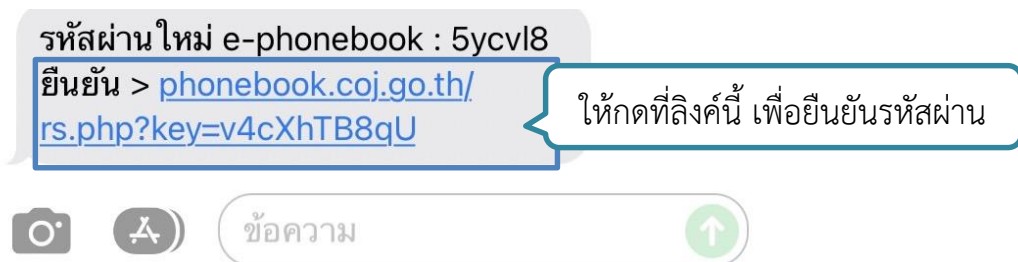 รหัสผ่านใหม่ e-phonebook : 5ycvl8
ยืนยัน > phonebook.coj.go.th/
rs.php?key=v4cXhTB8qU
ให้กดที่ลิงค์นี้ เพื่อยืนยันรหัสผ่าน
ข้อความ